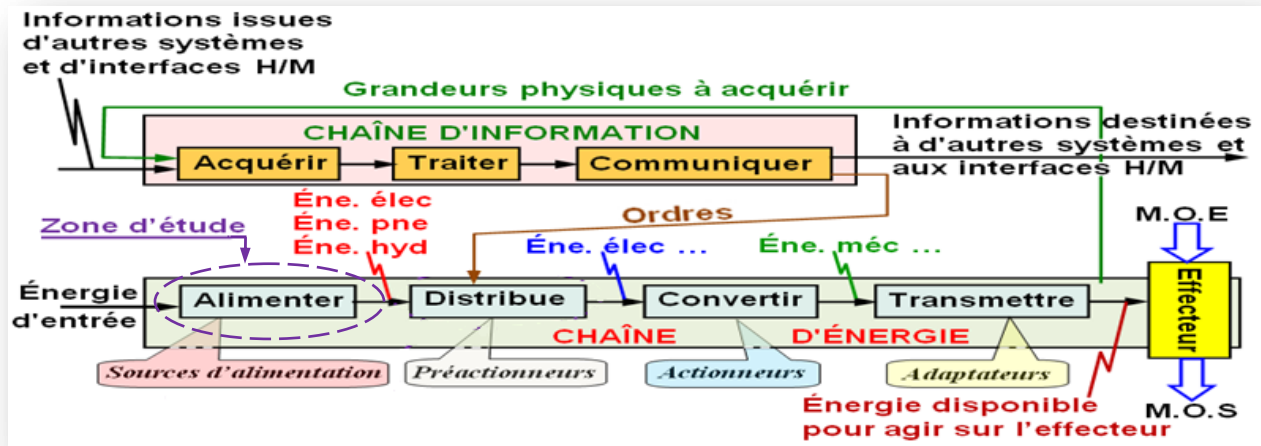 Informations issues
d'autres systèmes
et d'interfaces H/M
Grandeurs physiques à acquérir
CHAÎNE D'INFORMATION
Acquérir
Traiter
Communiquer
Informations destinées
à d'autres systèmes et
aux interfaces H/M
Zone d'étude
Éne. élec
Éne. pne
Éne. hyd
Ordres
Éne. élec ...
Éne. méc ...
M.O.E
Énergie
d'entrée
Alimenter
Distribue
Convertir
Transmettre
Effecteur
CHAÎNE D'ÉNERGIE
Sources d'alimentation
Préactionneurs
Actionneurs
Adaptateurs
Énergie disponible
pour agir sur l'effecteur
M.O.S